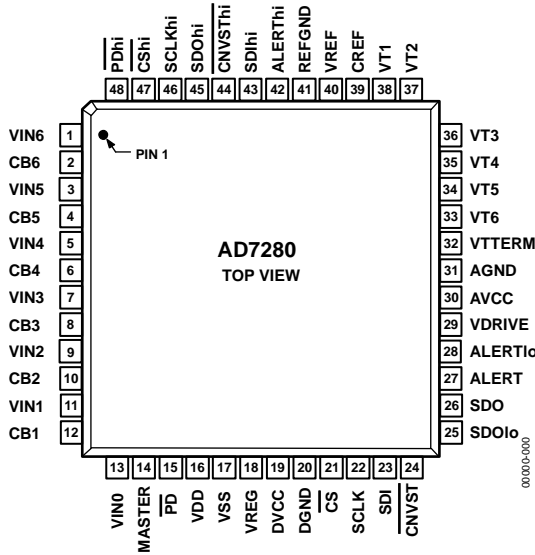 PDhi
CShi
SCLKhi
SDOhi
CNVSThi
SDIhi
ALERThi
REFGND
VREF
CREF
VT1
VT2
48 47 46 45 44 43 42 41 40 39 38 37
VIN6 1
CB6 2
VIN5 3
CB5 4
VIN4 5
CB4 6
VIN3 7
CB3 8
VIN2 9
CB2 10
VIN1 11
CB1 12
PIN 1
AD7280
TOP VIEW
36 VT3
35 VT4
34 VT5
33 VT6
32 VTTERM
31 AGND
30 AVCC
29 VDRIVE
28 ALERTlo
27 ALERT
26 SDO
25 SDOlo
13 14 15 16 17 18 19 20 21 22 23 24
VIN0
MASTER
PD
VDD
VSS
VREG
DVCC
DGND
CS
SCLK
SDI
CNVST
00000-000